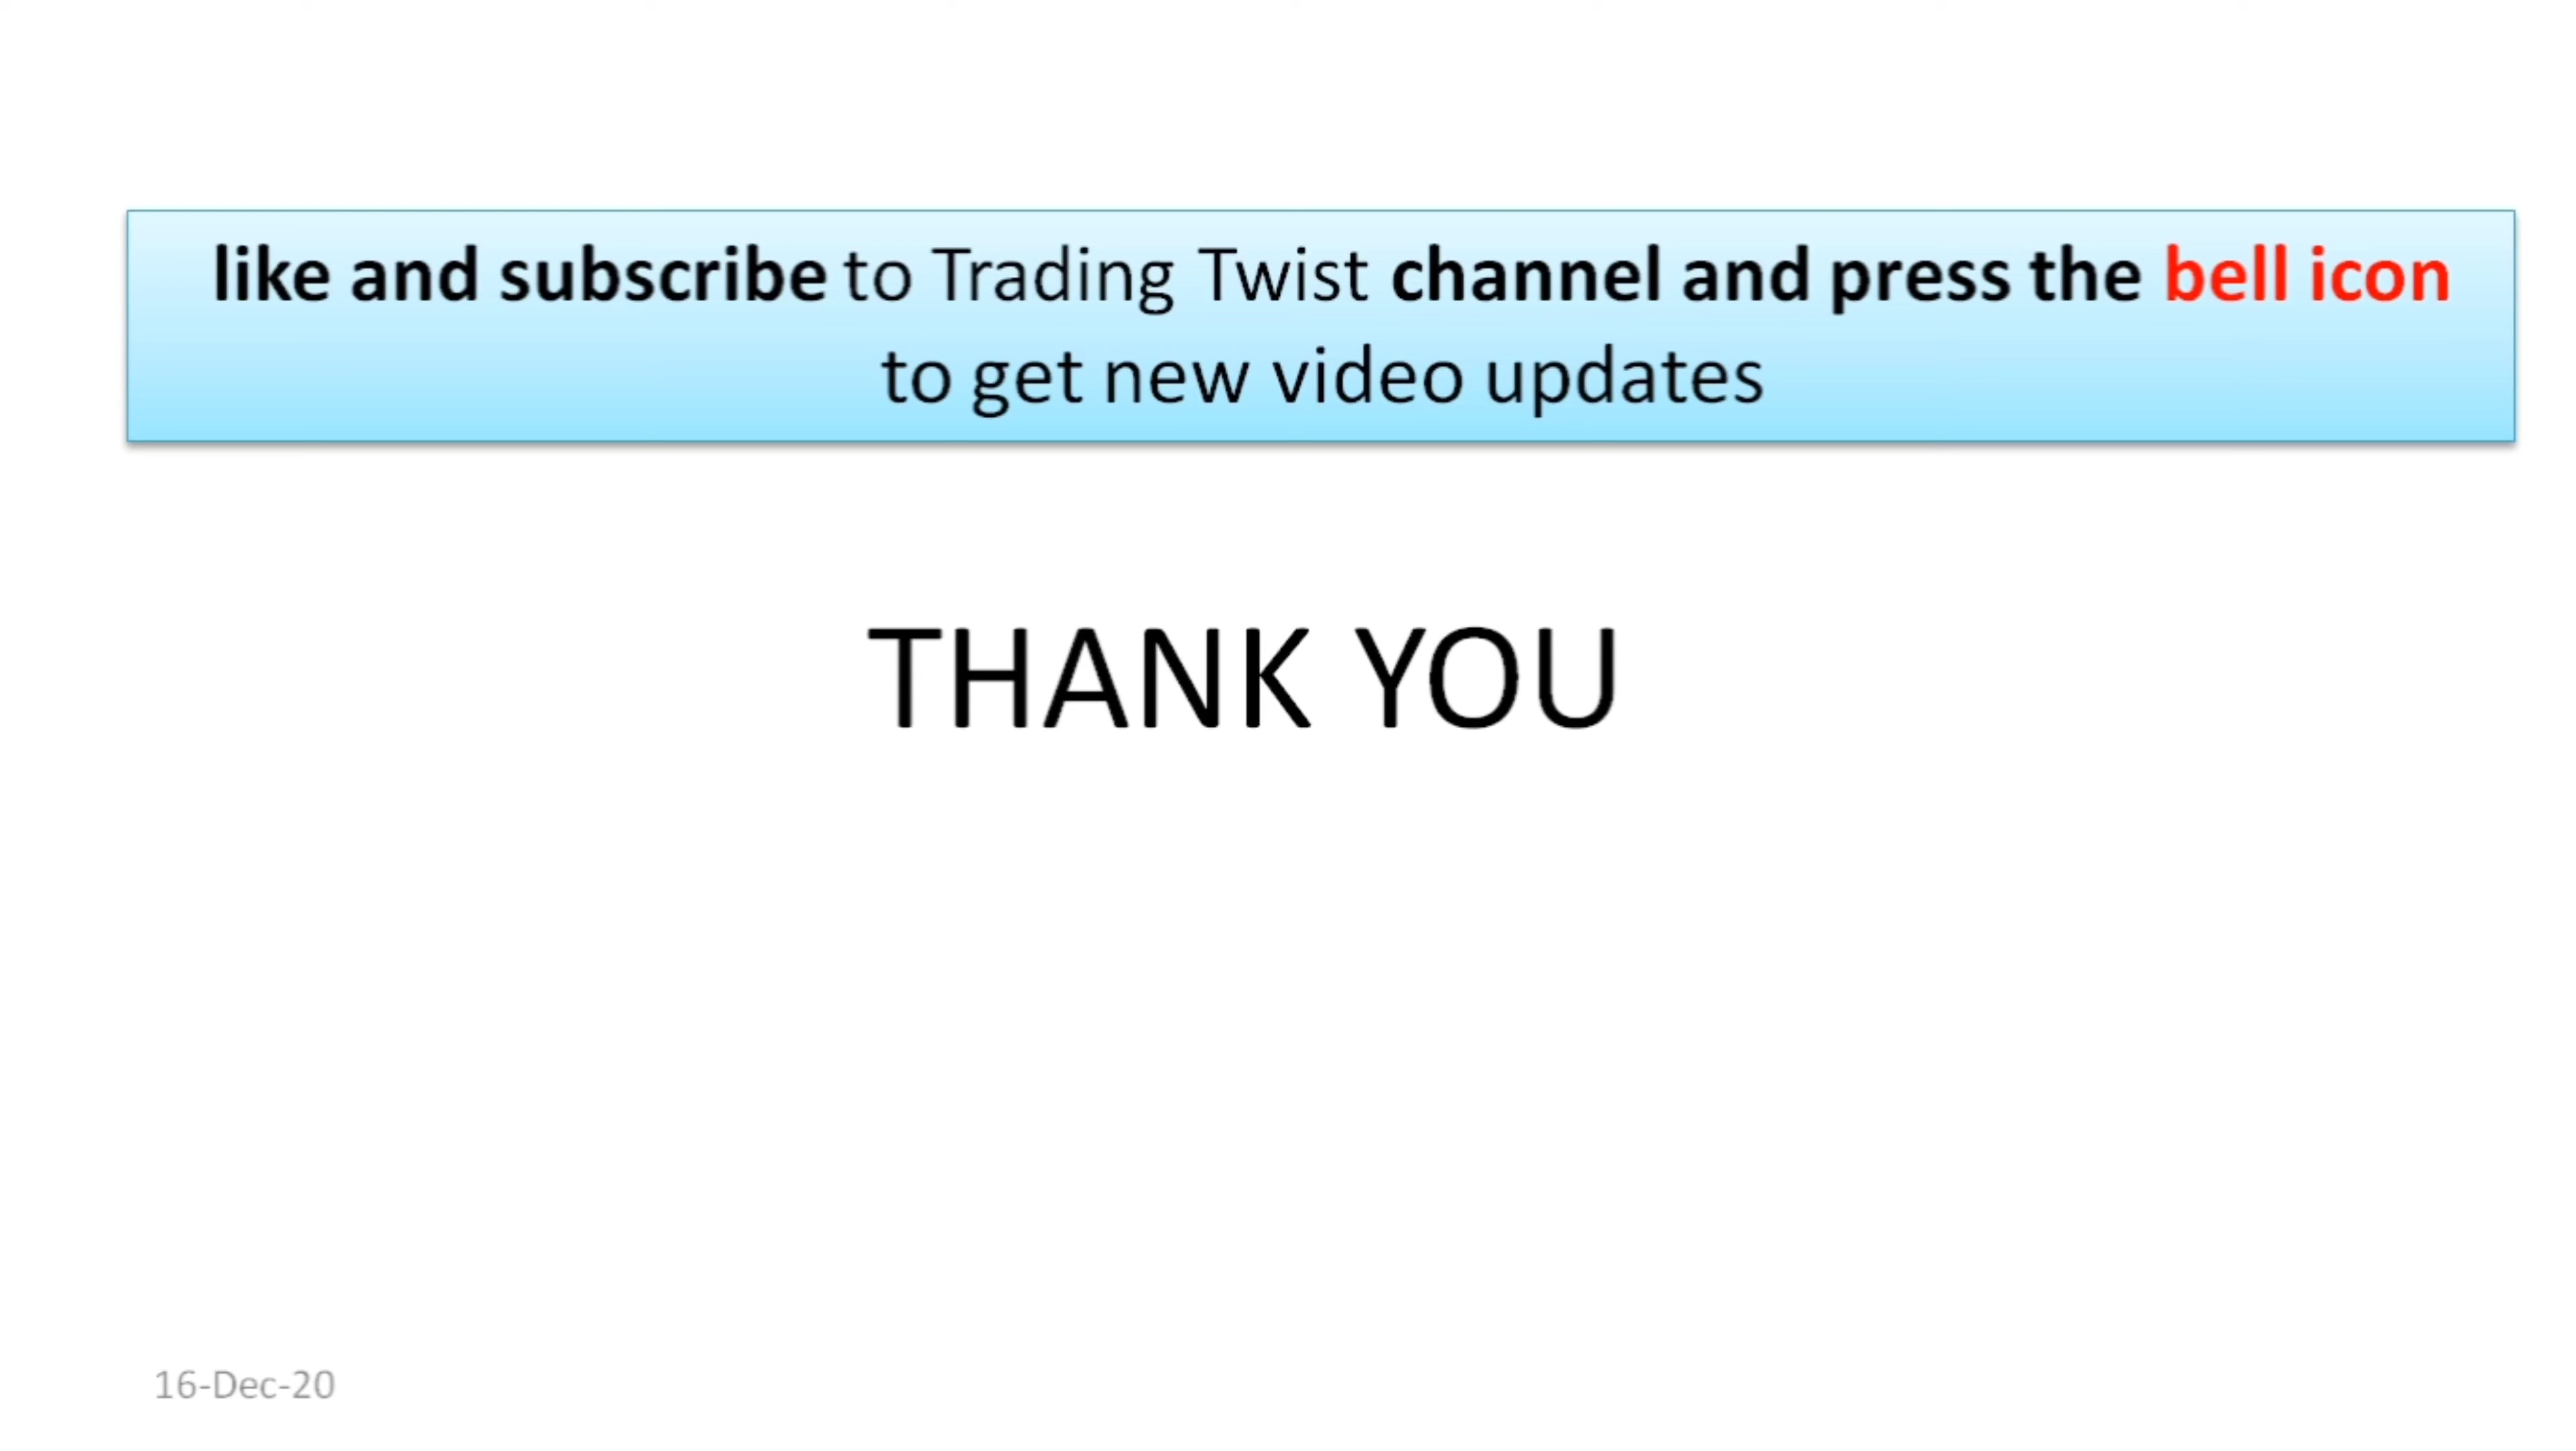 like and subscribe to Trading Twist channel and press the bell icon
to get new video updates
THANK YOU
16-Dec-20